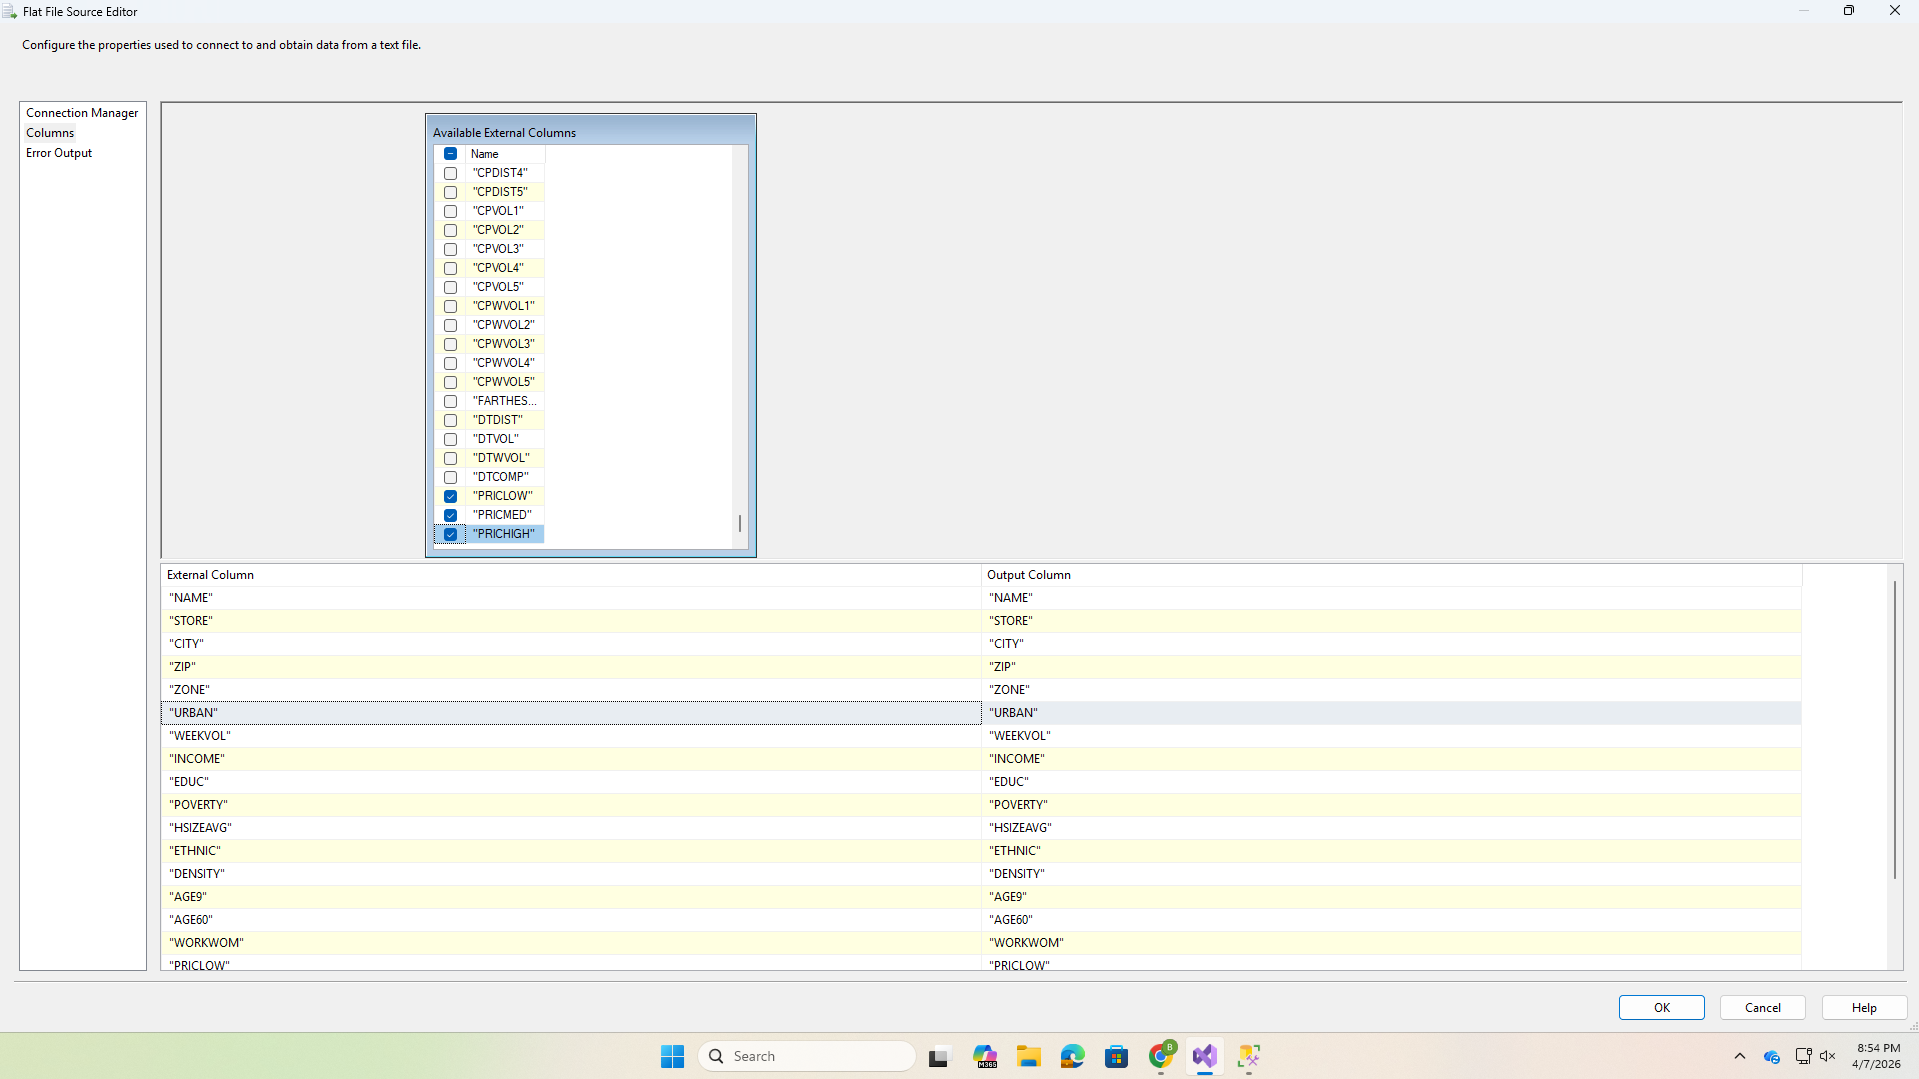 Flat File Source Editor
Configure the properties used to connect to and obtain data from a text file.
Connection Manager
Columns
Error Output
Available External Columns
Name
"CPDIST4"
"CPDIST5"
"CPVOL1"
"CPVOL2"
"CPVOL3"
"CPVOL4"
"CPVOL5"
"CPWVOL1"
"CPWVOL2"
"CPWVOL3"
"CPWVOL4"
"CPWVOL5"
"FARTHES...
"DTDIST"
"DTVOL"
"DTWVOL"
"DTCOMP"
"PRICLOW"
"PRICMED"
"PRICHIGH"
External Column Output Column
"NAME" "NAME"
"STORE" "STORE"
"CITY" "CITY"
"ZIP" "ZIP"
"ZONE" "ZONE"
"URBAN" "URBAN"
"WEEKVOL" "WEEKVOL"
"INCOME" "INCOME"
"EDUC" "EDUC"
"POVERTY" "POVERTY"
"HSIZEAVG" "HSIZEAVG"
"ETHNIC" "ETHNIC"
"DENSITY" "DENSITY"
"AGE9" "AGE9"
"AGE60" "AGE60"
"WORKWOM" "WORKWOM"
"PRICLOW" "PRICLOW"
OK Cancel Help
Search
M365
B
8:54 PM
4/7/2026